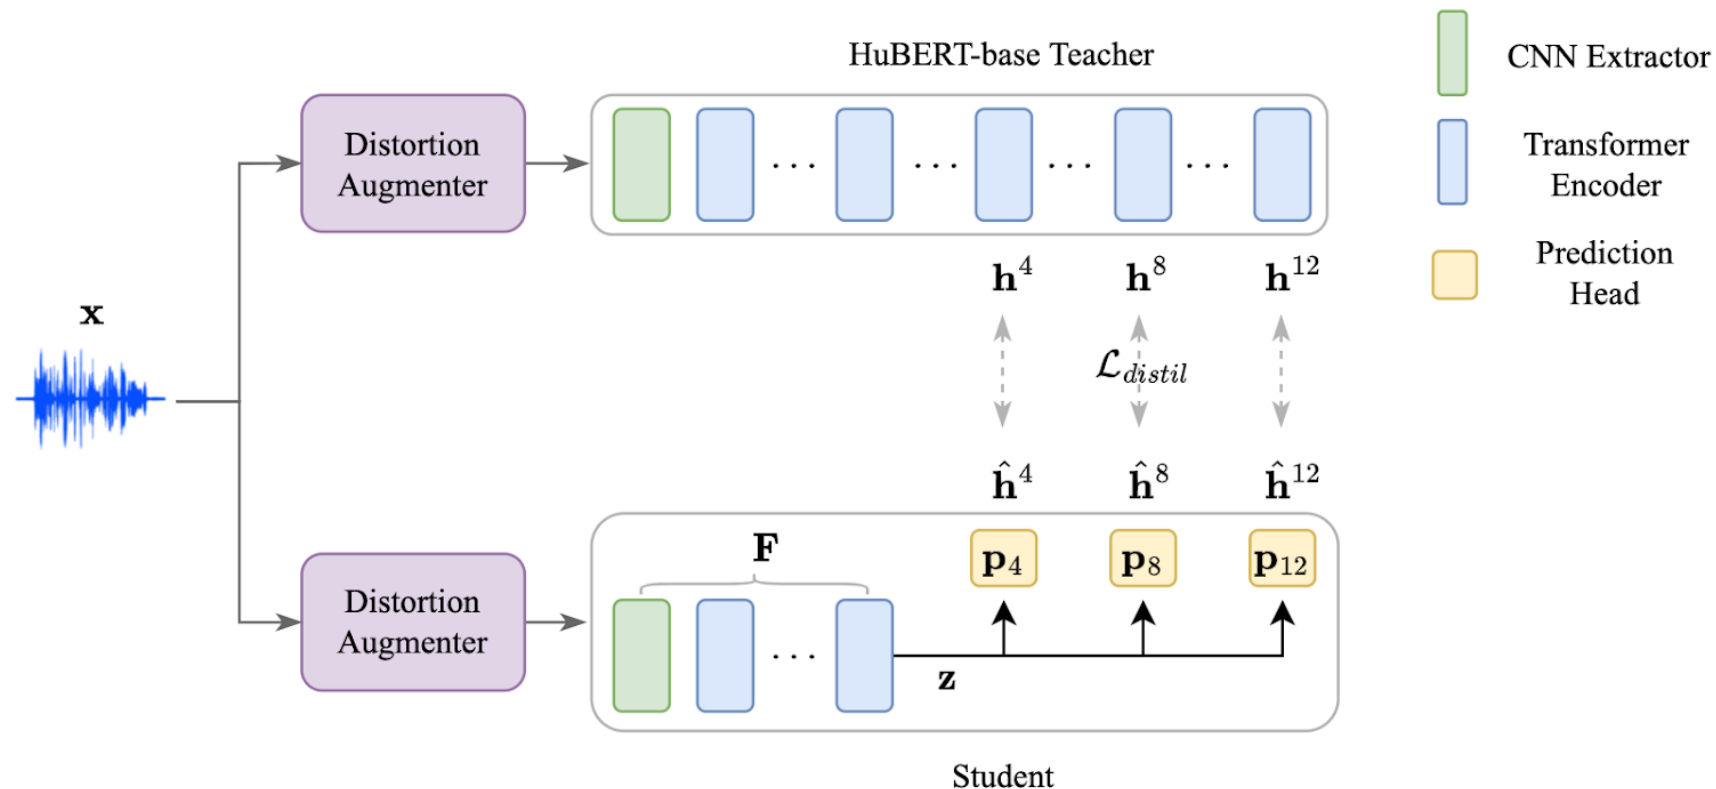 HuBERT-base Teacher
CNN Extractor
Distortion
Augmenter
... ... ... ...
Transformer
Encoder
h⁴ h⁸ h¹²
Prediction
Head
x
ℒ_distil
ĥ⁴ ĥ⁸ ĥ¹²
F
p₄ p₈ p₁₂
Distortion
Augmenter
...
z
Student